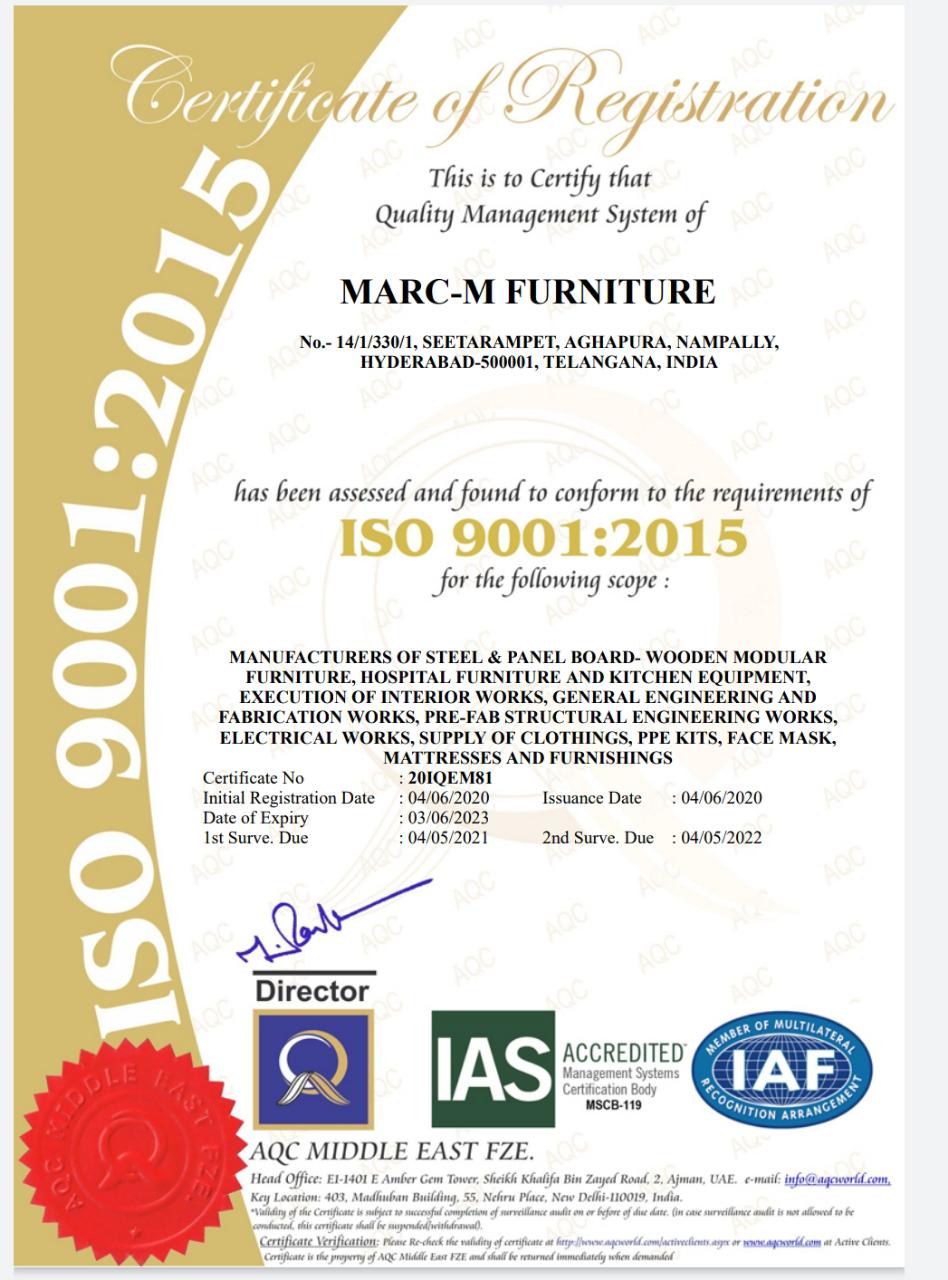 Certificate of Registration
This is to Certify that
Quality Management System of
MARC-M FURNITURE
No.- 14/1/330/1, SEETARAMPET, AGHAPURA, NAMPALLY,
HYDERABAD-500001, TELANGANA, INDIA
has been assessed and found to conform to the requirements of
ISO 9001:2015
for the following scope :
MANUFACTURERS OF STEEL & PANEL BOARD- WOODEN MODULAR
FURNITURE, HOSPITAL FURNITURE AND KITCHEN EQUIPMENT,
EXECUTION OF INTERIOR WORKS, GENERAL ENGINEERING AND
FABRICATION WORKS, PRE-FAB STRUCTURAL ENGINEERING WORKS,
ELECTRICAL WORKS, SUPPLY OF CLOTHINGS, PPE KITS, FACE MASK,
MATTRESSES AND FURNISHINGS
Certificate No : 20IQEM81
Initial Registration Date : 04/06/2020 Issuance Date : 04/06/2020
Date of Expiry : 03/06/2023
1st Surve. Due : 04/05/2021 2nd Surve. Due : 04/05/2022
ISO 9001:2015
Director
IAS
ACCREDITED™
Management Systems
Certification Body
MSCB-119
MEMBER OF MULTILATERAL
IAF
RECOGNITION ARRANGEMENT
AQC MIDDLE EAST FZE
AQC MIDDLE EAST FZE.
Head Office: E1-1401 E Amber Gem Tower, Sheikh Khalifa Bin Zayed Road, 2, Ajman, UAE. e-mail: info@aqcworld.com,
Key Location: 403, Madhuban Building, 55, Nehru Place, New Delhi-110019, India.
*Validity of the Certificate is subject to successful completion of surveillance audit on or before of due date. (in case surveillance audit is not allowed to be
conducted, this certificate shall be suspended/withdrawal).
Certificate Verification: Please Re-check the validity of certificate at http://www.aqcworld.com/activeclients.aspx or www.aqcworld.com at Active Clients.
Certificate is the property of AQC Middle East FZE and shall be returned immediately when demanded